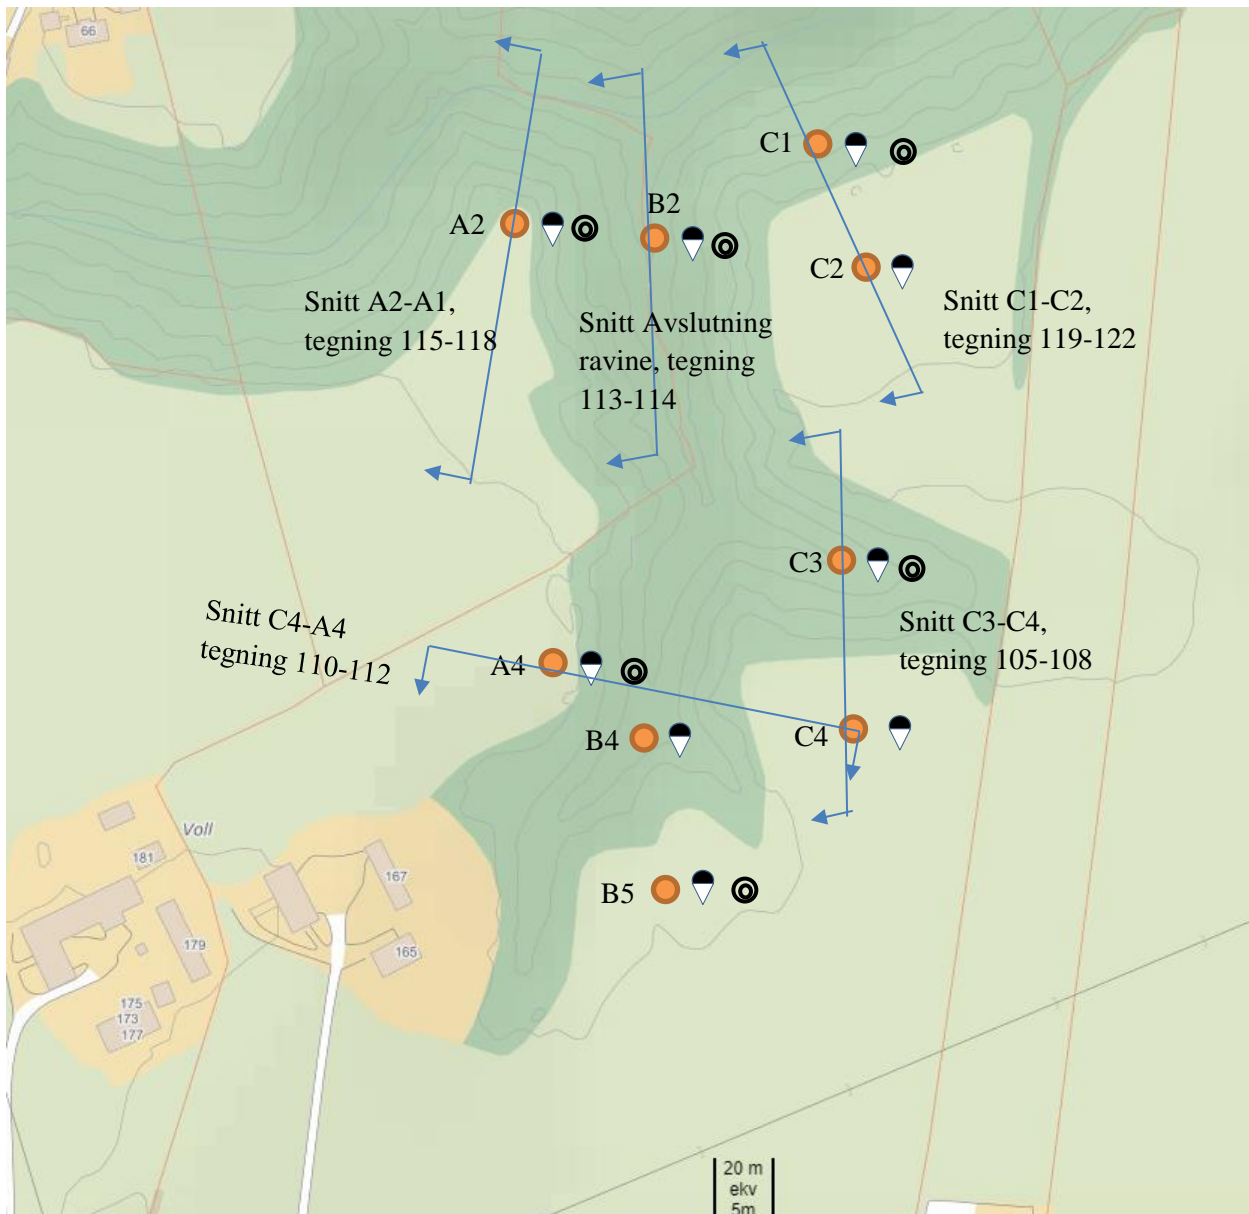 66
C1
A2
B2
C2
Snitt A2-A1,
tegning 115-118
Snitt Avslutning
ravine, tegning
113-114
Snitt C1-C2,
tegning 119-122
C3
Snitt C4-A4
tegning 110-112
Snitt C3-C4,
tegning 105-108
A4
B4
C4
Voll
181
167
B5
179
165
175
173
177
20 m
ekv
5m